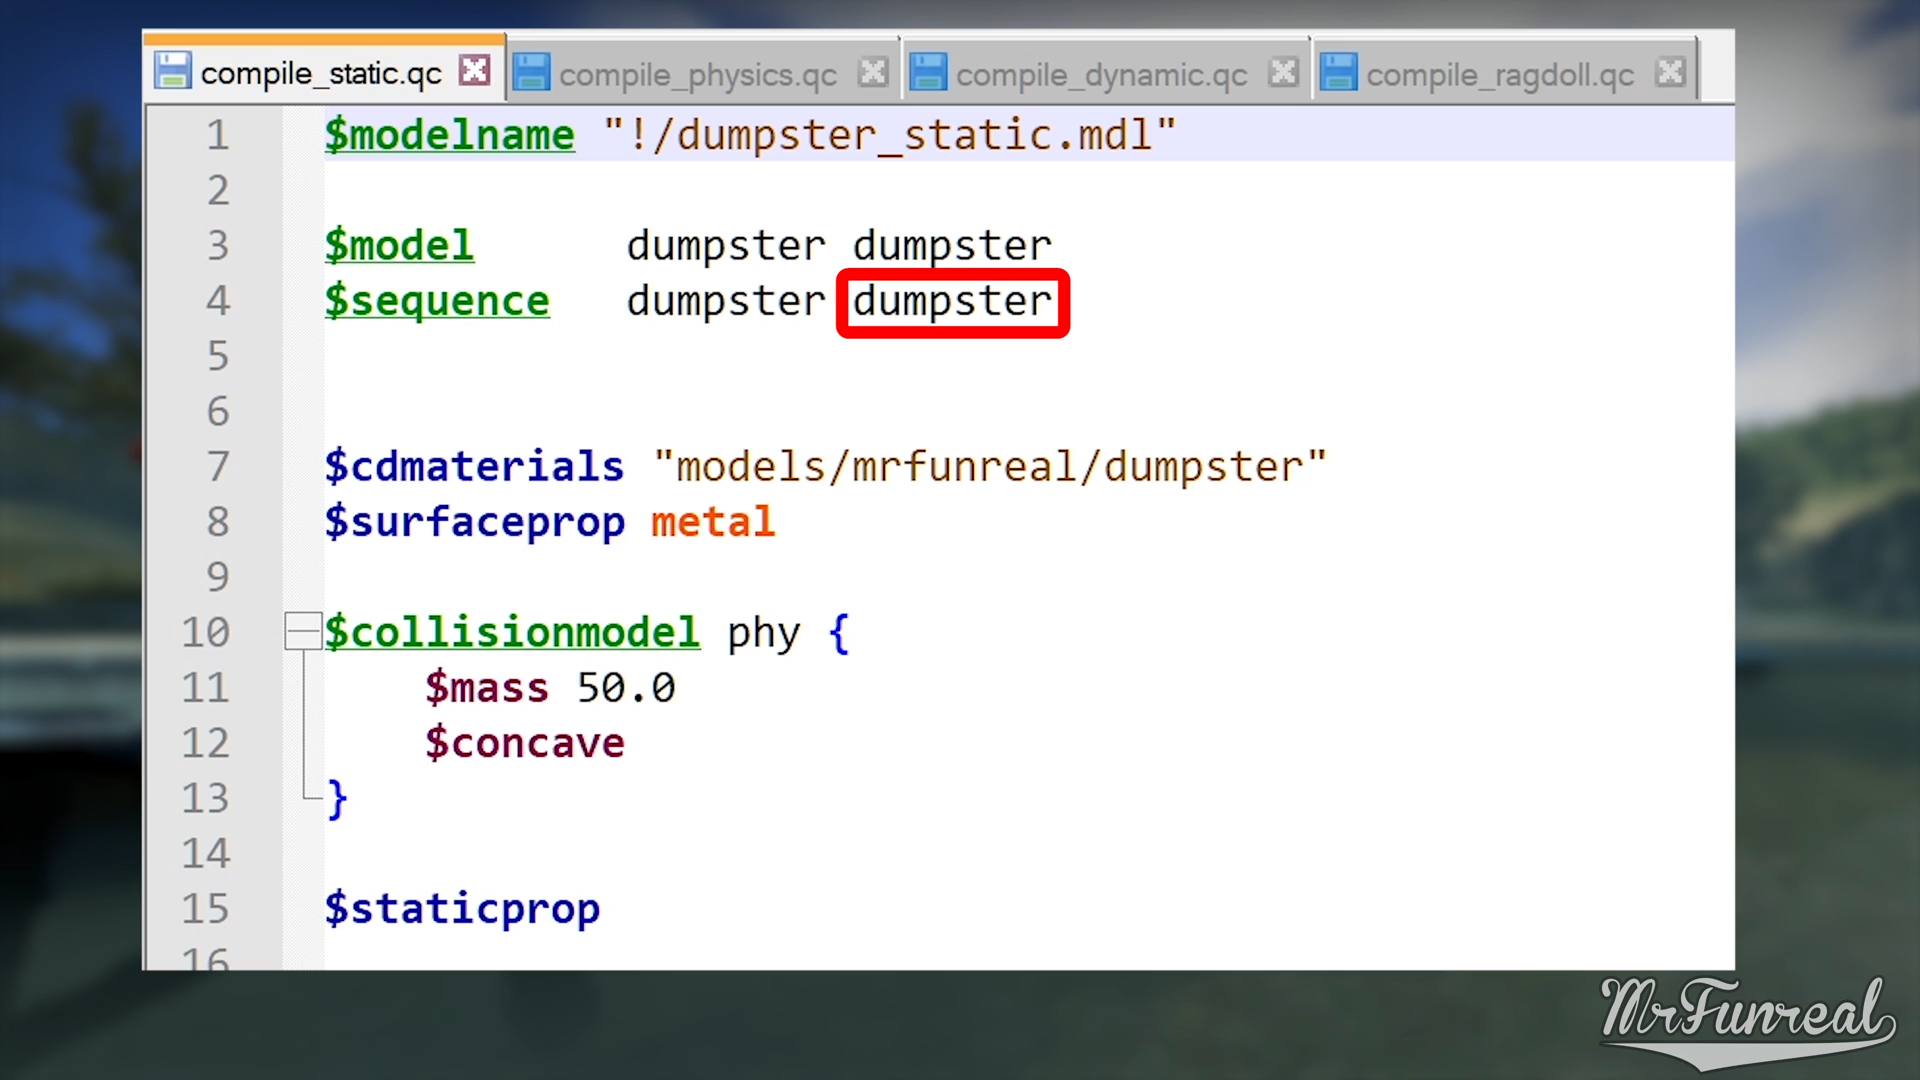 compile_static.qc compile_physics.qc compile_dynamic.qc compile_ragdoll.qc
1 $modelname "!/dumpster_static.mdl"
2
3 $model dumpster dumpster
4 $sequence dumpster dumpster
5
6
7 $cdmaterials "models/mrfunreal/dumpster"
8 $surfaceprop metal
9
10 $collisionmodel phy {
11 $mass 50.0
12 $concave
13 }
14
15 $staticprop
16
MrFunreal